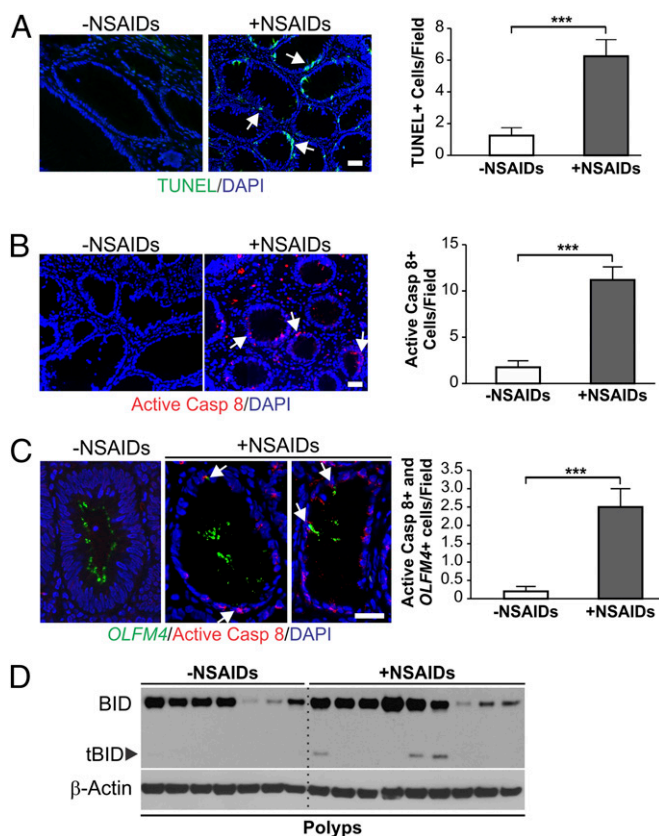 A
-NSAIDs
+NSAIDs
TUNEL/DAPI
TUNEL+ Cells/Field
8
6
4
2
0
***
-NSAIDs
+NSAIDs
B
-NSAIDs
+NSAIDs
Active Casp 8/DAPI
Active Casp 8+
Cells/Field
15
10
5
0
***
-NSAIDs
+NSAIDs
C
-NSAIDs
+NSAIDs
OLFM4/Active Casp 8/DAPI
Active Casp 8+ and
OLFM4+ cells/Field
3.5
3.0
2.5
2.0
1.5
1.0
0.5
0
***
-NSAIDs
+NSAIDs
D
-NSAIDs
+NSAIDs
BID
tBID
β-Actin
Polyps